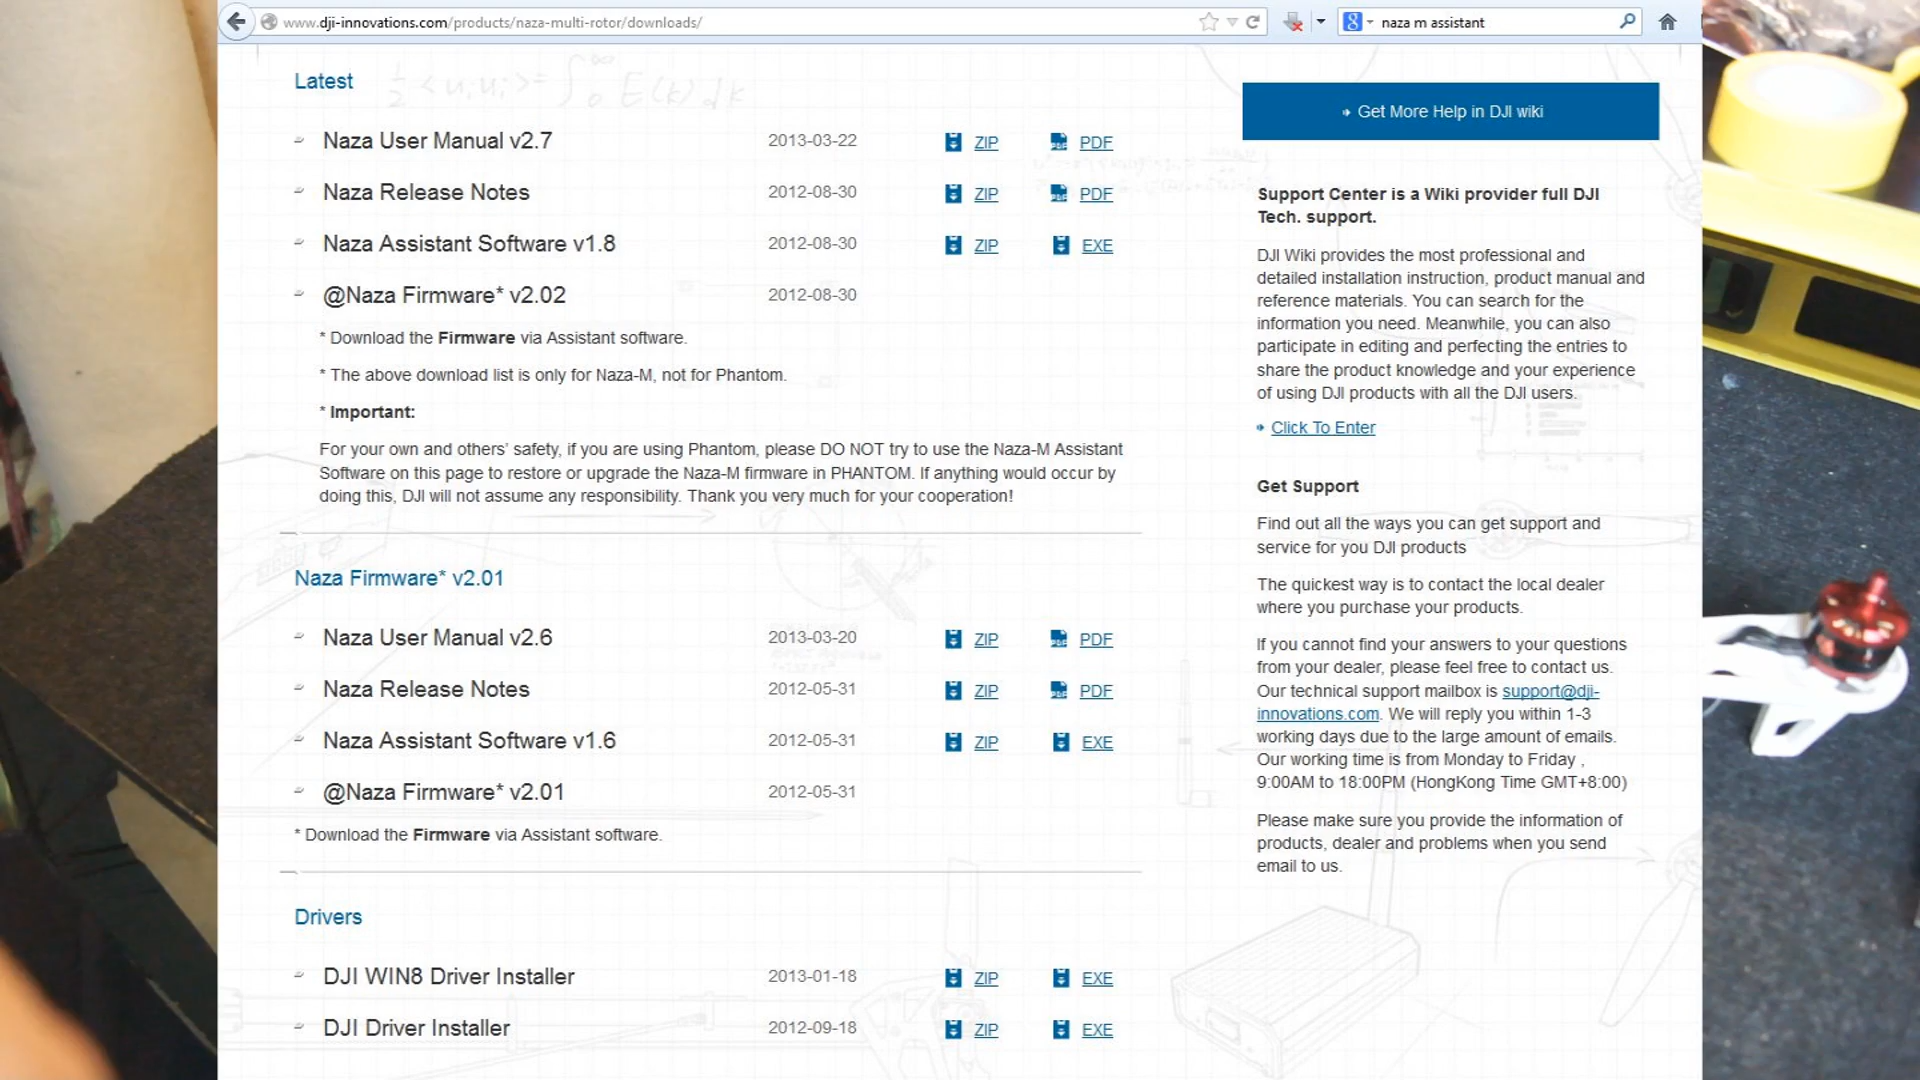 www.dji-innovations.com/products/naza-multi-rotor/downloads/
8
naza m assistant
Latest
Naza User Manual v2.7 2013-03-22 ZIP PDF
Naza Release Notes 2012-08-30 ZIP PDF
Naza Assistant Software v1.8 2012-08-30 ZIP EXE
@Naza Firmware* v2.02 2012-08-30
* Download the Firmware via Assistant software.
* The above download list is only for Naza-M, not for Phantom.
* Important:
For your own and others' safety, if you are using Phantom, please DO NOT try to use the Naza-M Assistant
Software on this page to restore or upgrade the Naza-M firmware in PHANTOM. If anything would occur by
doing this, DJI will not assume any responsibility. Thank you very much for your cooperation!
Naza Firmware* v2.01
Naza User Manual v2.6 2013-03-20 ZIP PDF
Naza Release Notes 2012-05-31 ZIP PDF
Naza Assistant Software v1.6 2012-05-31 ZIP EXE
@Naza Firmware* v2.01 2012-05-31
* Download the Firmware via Assistant software.
Drivers
DJI WIN8 Driver Installer 2013-01-18 ZIP EXE
DJI Driver Installer 2012-09-18 ZIP EXE
Get More Help in DJI wiki
Support Center is a Wiki provider full DJI
Tech. support.
DJI Wiki provides the most professional and
detailed installation instruction, product manual and
reference materials. You can search for the
information you need. Meanwhile, you can also
participate in editing and perfecting the entries to
share the product knowledge and your experience
of using DJI products with all the DJI users.
Click To Enter
Get Support
Find out all the ways you can get support and
service for you DJI products
The quickest way is to contact the local dealer
where you purchase your products.
If you cannot find your answers to your questions
from your dealer, please feel free to contact us.
Our technical support mailbox is support@dji-
innovations.com. We will reply you within 1-3
working days due to the large amount of emails.
Our working time is from Monday to Friday ,
9:00AM to 18:00PM (HongKong Time GMT+8:00)
Please make sure you provide the information of
products, dealer and problems when you send
email to us.